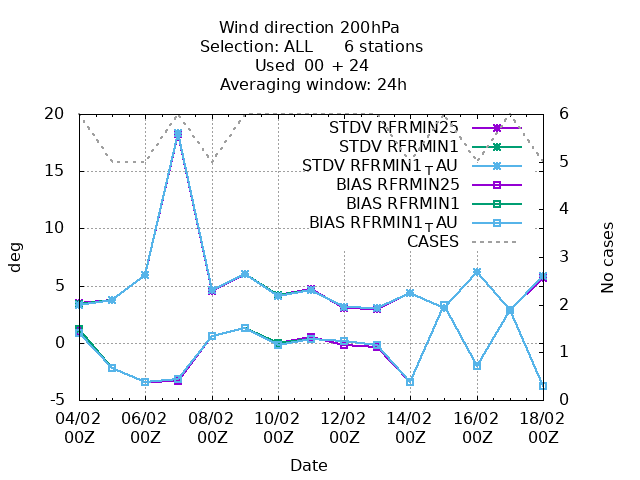 Wind direction 200hPa
Selection: ALL      6 stations
Used  00 + 24
Averaging window: 24h
STDV RFRMIN25
STDV RFRMIN1
STDV RFRMIN1_TAU
BIAS RFRMIN25
BIAS RFRMIN1
BIAS RFRMIN1_TAU
CASES
20
15
10
5
0
-5
deg
6
5
4
3
2
1
0
No cases
04/02 06/02 08/02 10/02 12/02 14/02 16/02 18/02
00Z 00Z 00Z 00Z 00Z 00Z 00Z 00Z
Date